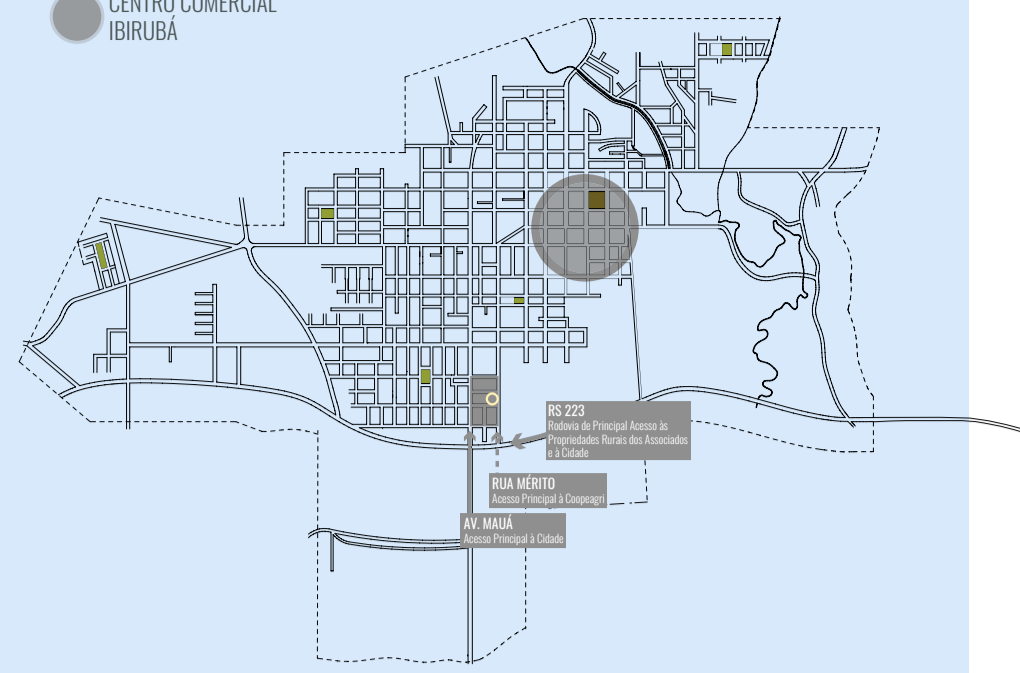 CENTRO COMERCIAL
IBIRUBÁ
RS 223
Rodovia de Principal Acesso às
Propriedades Rurais dos Associados
e à Cidade
RUA MÉRITO
Acesso Principal à Coopeagri
AV. MAUÁ
Acesso Principal à Cidade